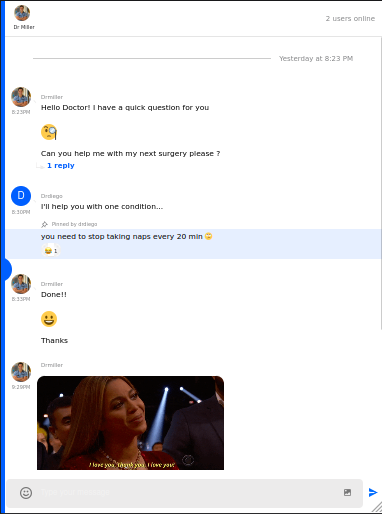 Dr Miller
2 users online
Yesterday at 8:23 PM
Drmiller
8:23PM
Hello Doctor! I have a quick question for you
Can you help me with my next surgery please ?
1 reply
D
Drdiego
8:30PM
I'll help you with one condition...
Pinned by drdiego
you need to stop taking naps every 20 min
1
Drmiller
8:33PM
Done!!
Thanks
Drmiller
9:29PM
I love you. Thank you. I love you!